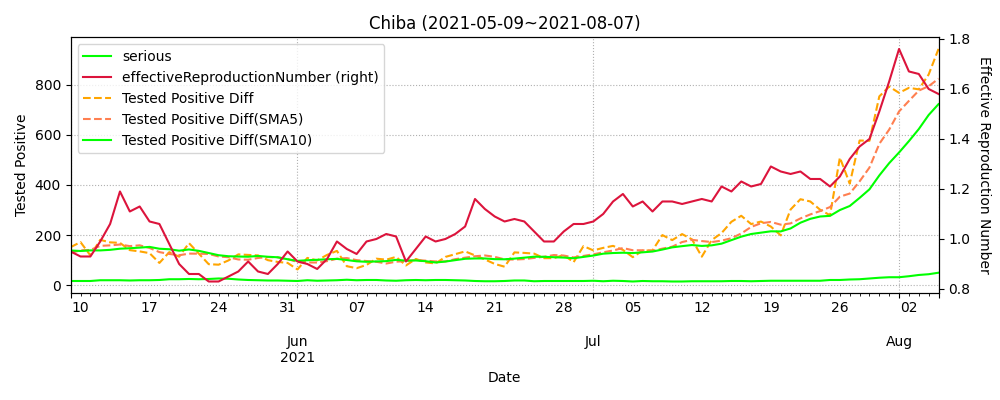 Chiba (2021-05-09~2021-08-07)
serious
effectiveReproductionNumber (right)
Tested Positive Diff
Tested Positive Diff(SMA5)
Tested Positive Diff(SMA10)
Tested Positive
800
600
400
200
0
1.8
1.6
1.4
1.2
1.0
0.8
Effective Reproduction Number
10 17 24 31 07 14 21 28 05 12 19 26 02
Jun Jul Aug
2021
Date